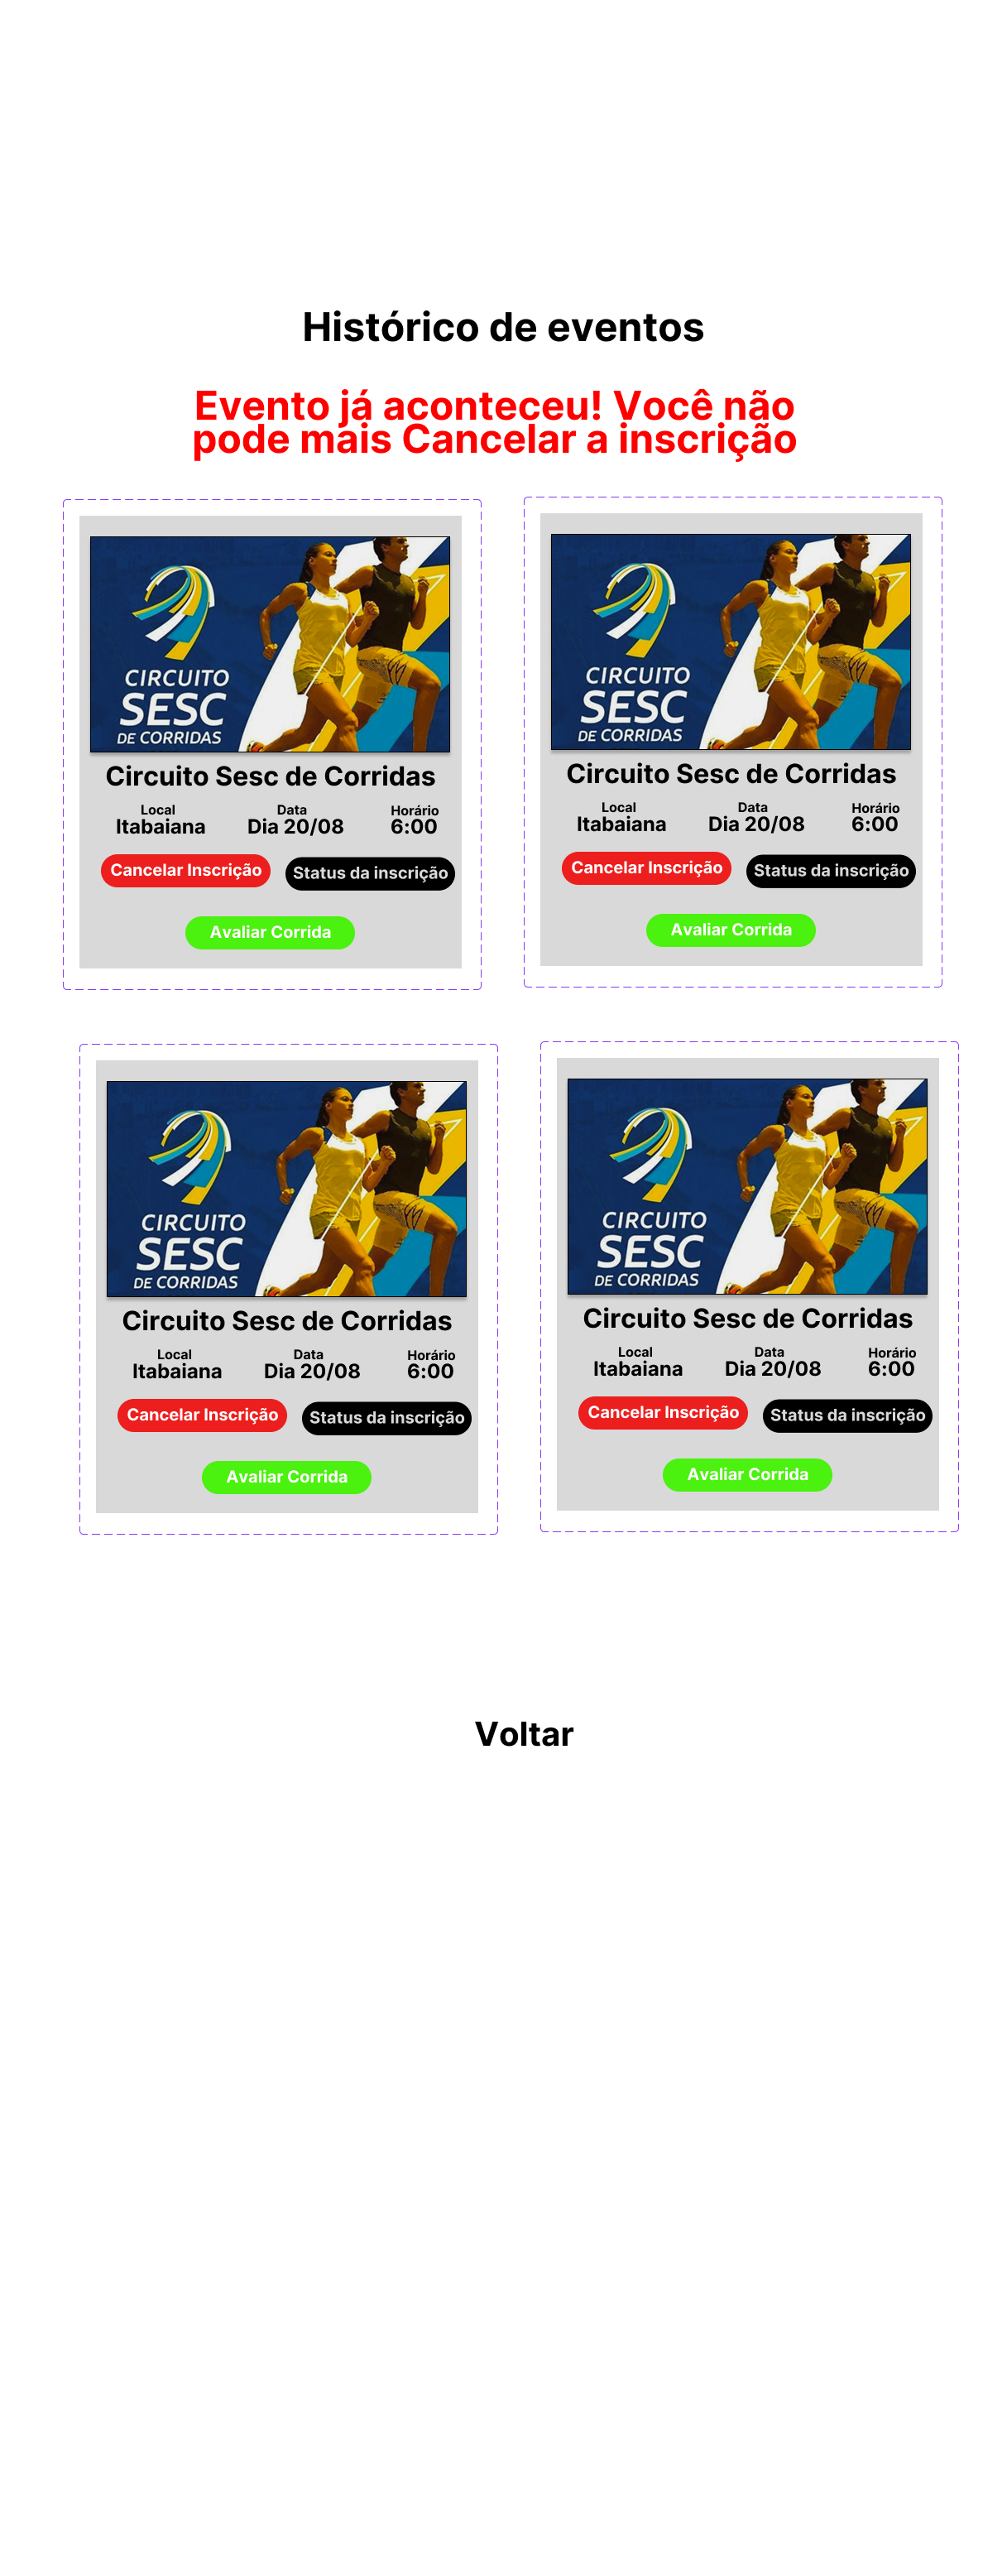 Histórico de eventos
Evento já aconteceu! Você não
pode mais Cancelar a inscrição
CIRCUITO
SESC
DE CORRIDAS
Circuito Sesc de Corridas
Local Data Horário
Itabaiana Dia 20/08 6:00
Cancelar Inscrição Status da inscrição
Avaliar Corrida
CIRCUITO
SESC
DE CORRIDAS
Circuito Sesc de Corridas
Local Data Horário
Itabaiana Dia 20/08 6:00
Cancelar Inscrição Status da inscrição
Avaliar Corrida
CIRCUITO
SESC
DE CORRIDAS
Circuito Sesc de Corridas
Local Data Horário
Itabaiana Dia 20/08 6:00
Cancelar Inscrição Status da inscrição
Avaliar Corrida
CIRCUITO
SESC
DE CORRIDAS
Circuito Sesc de Corridas
Local Data Horário
Itabaiana Dia 20/08 6:00
Cancelar Inscrição Status da inscrição
Avaliar Corrida
Voltar